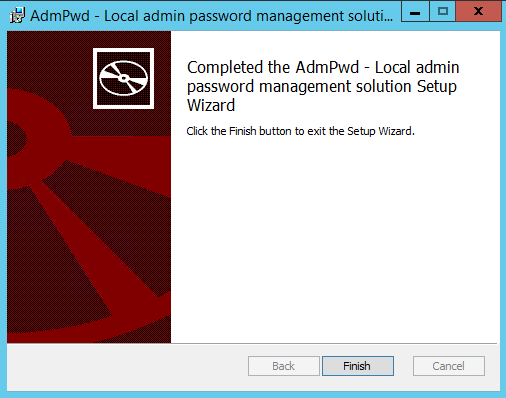 AdmPwd - Local admin password management soluti...
Completed the AdmPwd - Local admin
password management solution Setup
Wizard
Click the Finish button to exit the Setup Wizard.
Back
Finish
Cancel